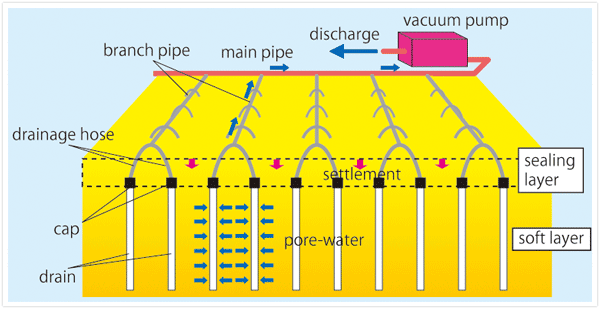 vacuum pump
discharge
branch pipe
main pipe
drainage hose
settlement
sealing
layer
cap
pore-water
soft layer
drain